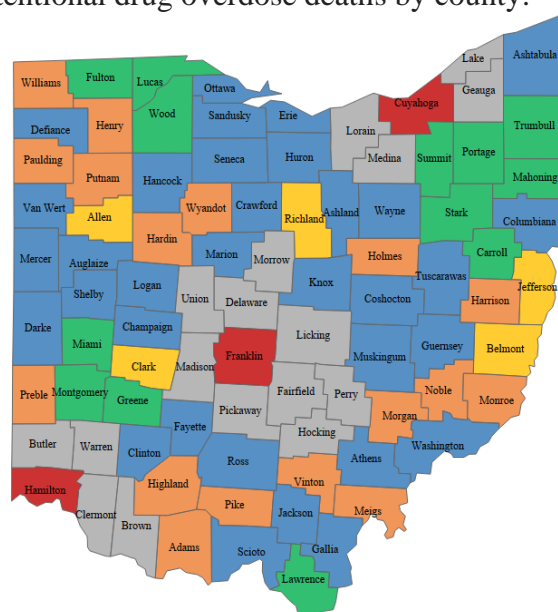 tentional drug overdose deaths by county.
Lake
Ashtabula
Geauga
Williams
Fulton
Lucas
Ottawa
Cuyahoga
Defiance
Henry
Wood
Sandusky
Erie
Lorain
Medina
Summit
Portage
Trumbull
Paulding
Putnam
Seneca
Huron
Mahoning
Hancock
Van Wert
Allen
Wyandot
Crawford
Richland
Ashland
Wayne
Stark
Columbiana
Hardin
Mercer
Auglaize
Marion
Morrow
Holmes
Carroll
Tuscarawas
Jefferson
Shelby
Logan
Union
Delaware
Knox
Coshocton
Harrison
Darke
Champaign
Licking
Guernsey
Belmont
Miami
Clark
Madison
Franklin
Muskingum
Preble
Montgomery
Greene
Pickaway
Fairfield
Perry
Noble
Monroe
Morgan
Fayette
Hocking
Butler
Warren
Clinton
Ross
Athens
Washington
Hamilton
Clermont
Brown
Highland
Pike
Vinton
Jackson
Meigs
Adams
Scioto
Gallia
Lawrence